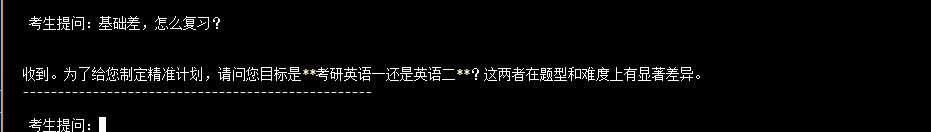 考生提问：基础差，怎么复习？
收到。为了给您制定精准计划，请问您目标是**考研英语一还是英语二**？这两者在题型和难度上有显著差异。
--------------------------------------------------
考生提问：